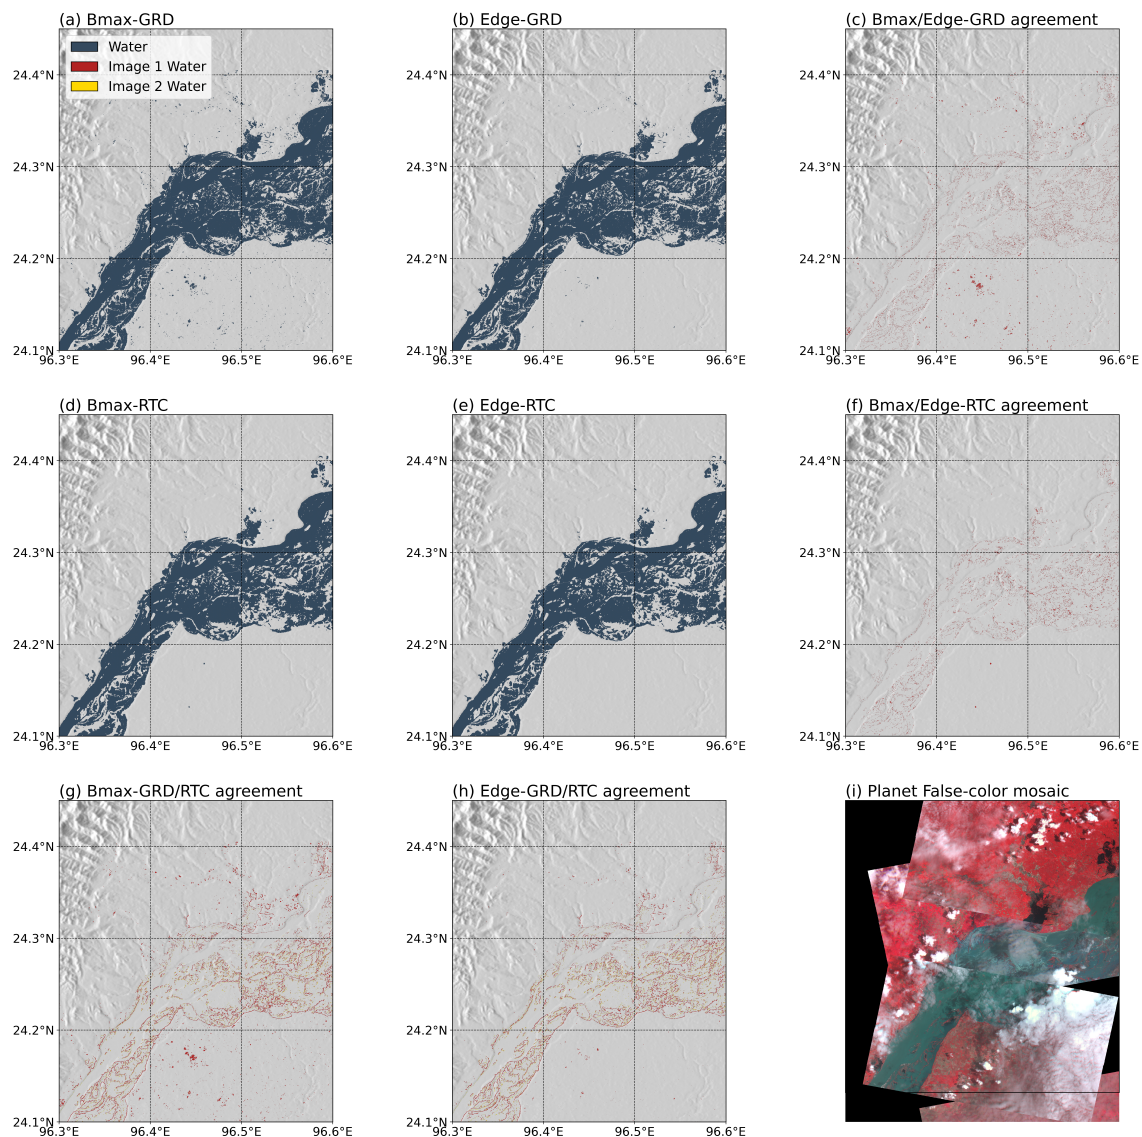 (a) Bmax-GRD
(b) Edge-GRD
(c) Bmax/Edge-GRD agreement
Water
Image 1 Water
Image 2 Water
24.4°N
24.3°N
24.2°N
24.1°N
96.3°E 96.4°E 96.5°E 96.6°E
24.4°N
24.3°N
24.2°N
24.1°N
96.3°E 96.4°E 96.5°E 96.6°E
24.4°N
24.3°N
24.2°N
24.1°N
96.3°E 96.4°E 96.5°E 96.6°E
(d) Bmax-RTC
(e) Edge-RTC
(f) Bmax/Edge-RTC agreement
24.4°N
24.3°N
24.2°N
24.1°N
96.3°E 96.4°E 96.5°E 96.6°E
24.4°N
24.3°N
24.2°N
24.1°N
96.3°E 96.4°E 96.5°E 96.6°E
24.4°N
24.3°N
24.2°N
24.1°N
96.3°E 96.4°E 96.5°E 96.6°E
(g) Bmax-GRD/RTC agreement
(h) Edge-GRD/RTC agreement
(i) Planet False-color mosaic
24.4°N
24.3°N
24.2°N
24.1°N
96.3°E 96.4°E 96.5°E 96.6°E
24.4°N
24.3°N
24.2°N
24.1°N
96.3°E 96.4°E 96.5°E 96.6°E